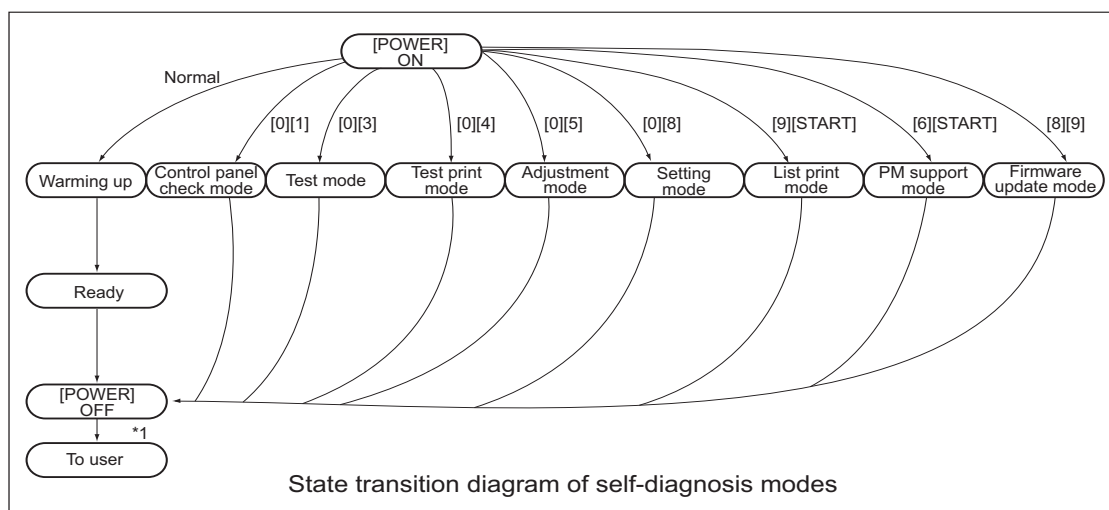 [POWER]
ON
Normal
[0][1]
[0][3]
[0][4]
[0][5]
[0][8]
[9][START]
[6][START]
[8][9]
Warming up
Control panel
check mode
Test mode
Test print
mode
Adjustment
mode
Setting
mode
List print
mode
PM support
mode
Firmware
update mode
Ready
[POWER]
OFF
*1
To user
State transition diagram of self-diagnosis modes